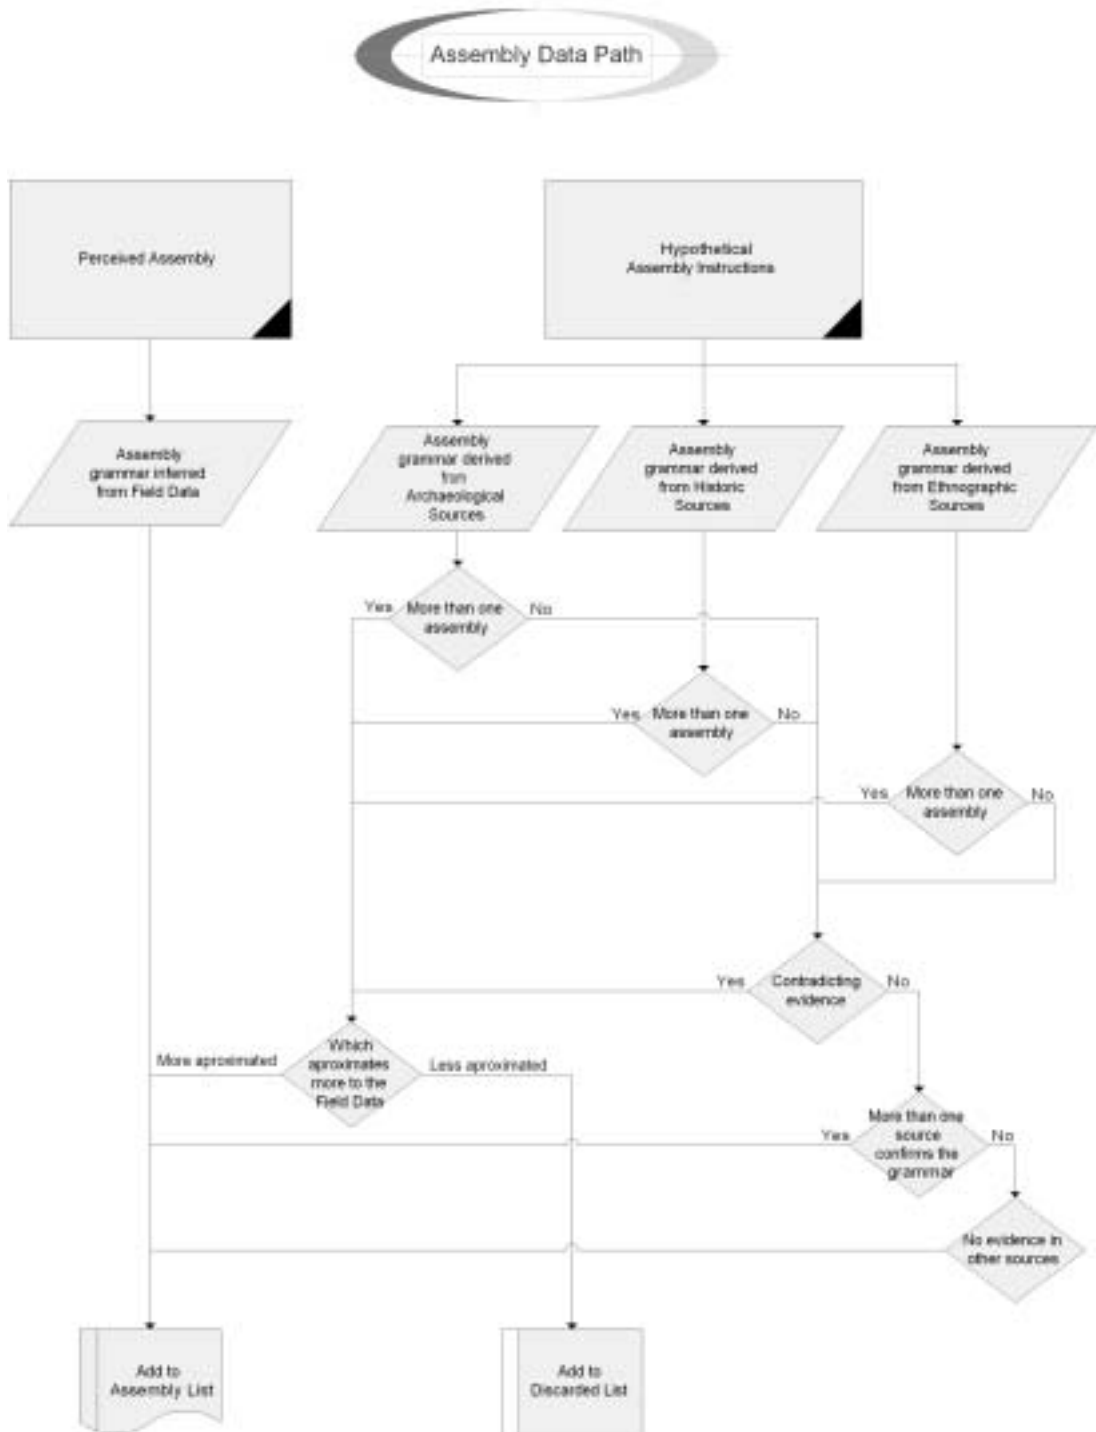 Assembly Data Path
Perceived Assembly
Hypothetical
Assembly Instructions
Assembly
grammar inferred
from Field Data
Assembly
grammar derived
from
Archaeological
Sources
Assembly
grammar derived
from Historic
Sources
Assembly
grammar derived
from Ethnographic
Sources
Yes
More than one
assembly
No
Yes
More than one
assembly
No
Yes
More than one
assembly
No
Yes
Contradicting
evidence
No
More aproximated
Which
aproximates
more to the
Field Data
Less aproximated
Yes
More than one
source
confirms the
grammar
No
No evidence in
other sources
Add to
Assembly List
Add to
Discarded List